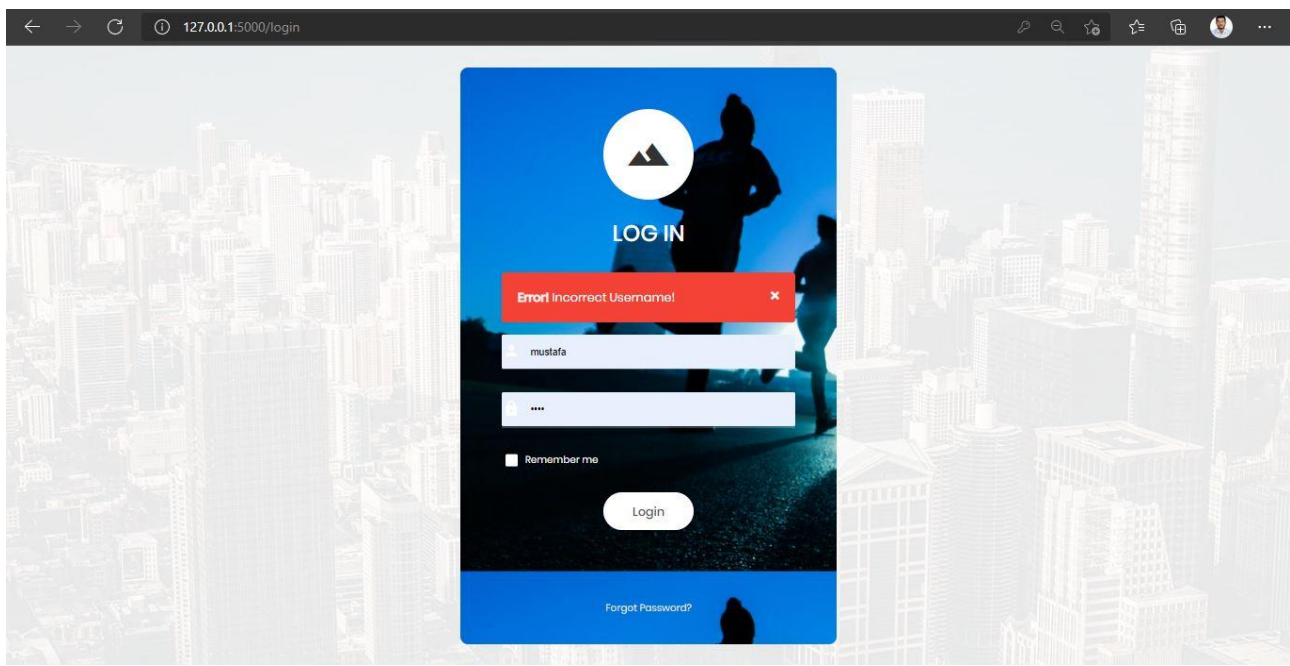 127.0.0.1:5000/login
LOG IN
Error! Incorrect Username!
mustafa
••••
Remember me
Login
Forgot Password?